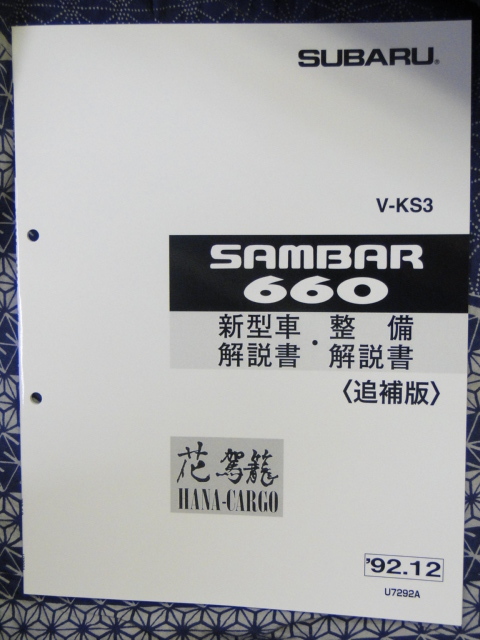 SUBARU®
V-KS3
SAMBAR
660
新型車・整備
解説書 解説書
〈追補版〉
花駕籠
HANA-CARGO
'92.12
U7292A